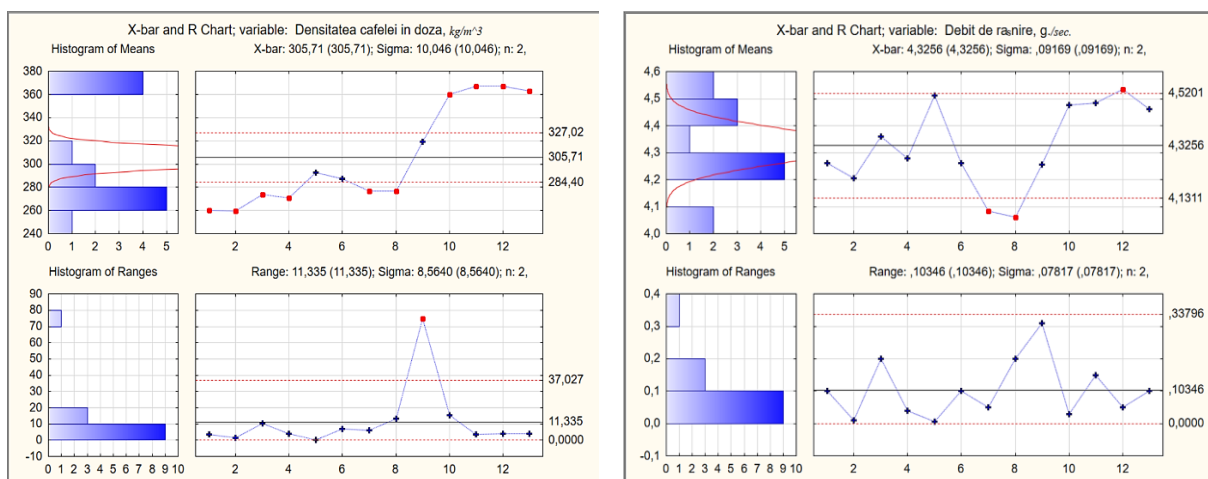 X-bar and R Chart; variable: Densitatea cafelei in doza, kg/m^3
Histogram of Means
X-bar: 305,71 (305,71); Sigma: 10,046 (10,046); n: 2,
380
360
340
320
300
280
260
240
0 1 2 3 4 5
2 4 6 8 10 12
327,02
305,71
284,40
Histogram of Ranges
Range: 11,335 (11,335); Sigma: 8,5640 (8,5640); n: 2,
90
80
70
60
50
40
30
20
10
0
-10
0 1 2 3 4 5 6 7 8 9 10
2 4 6 8 10 12
37,027
11,335
0,0000
X-bar and R Chart; variable: Debit de rasnire, g./sec.
Histogram of Means
X-bar: 4,3256 (4,3256); Sigma: ,09169 (,09169); n: 2,
4,6
4,5
4,4
4,3
4,2
4,1
4,0
0 1 2 3 4 5
2 4 6 8 10 12
4,5201
4,3256
4,1311
Histogram of Ranges
Range: ,10346 (,10346); Sigma: ,07817 (,07817); n: 2,
0,4
0,3
0,2
0,1
0,0
-0,1
0 1 2 3 4 5 6 7 8 9 10
2 4 6 8 10 12
,33796
,10346
0,0000